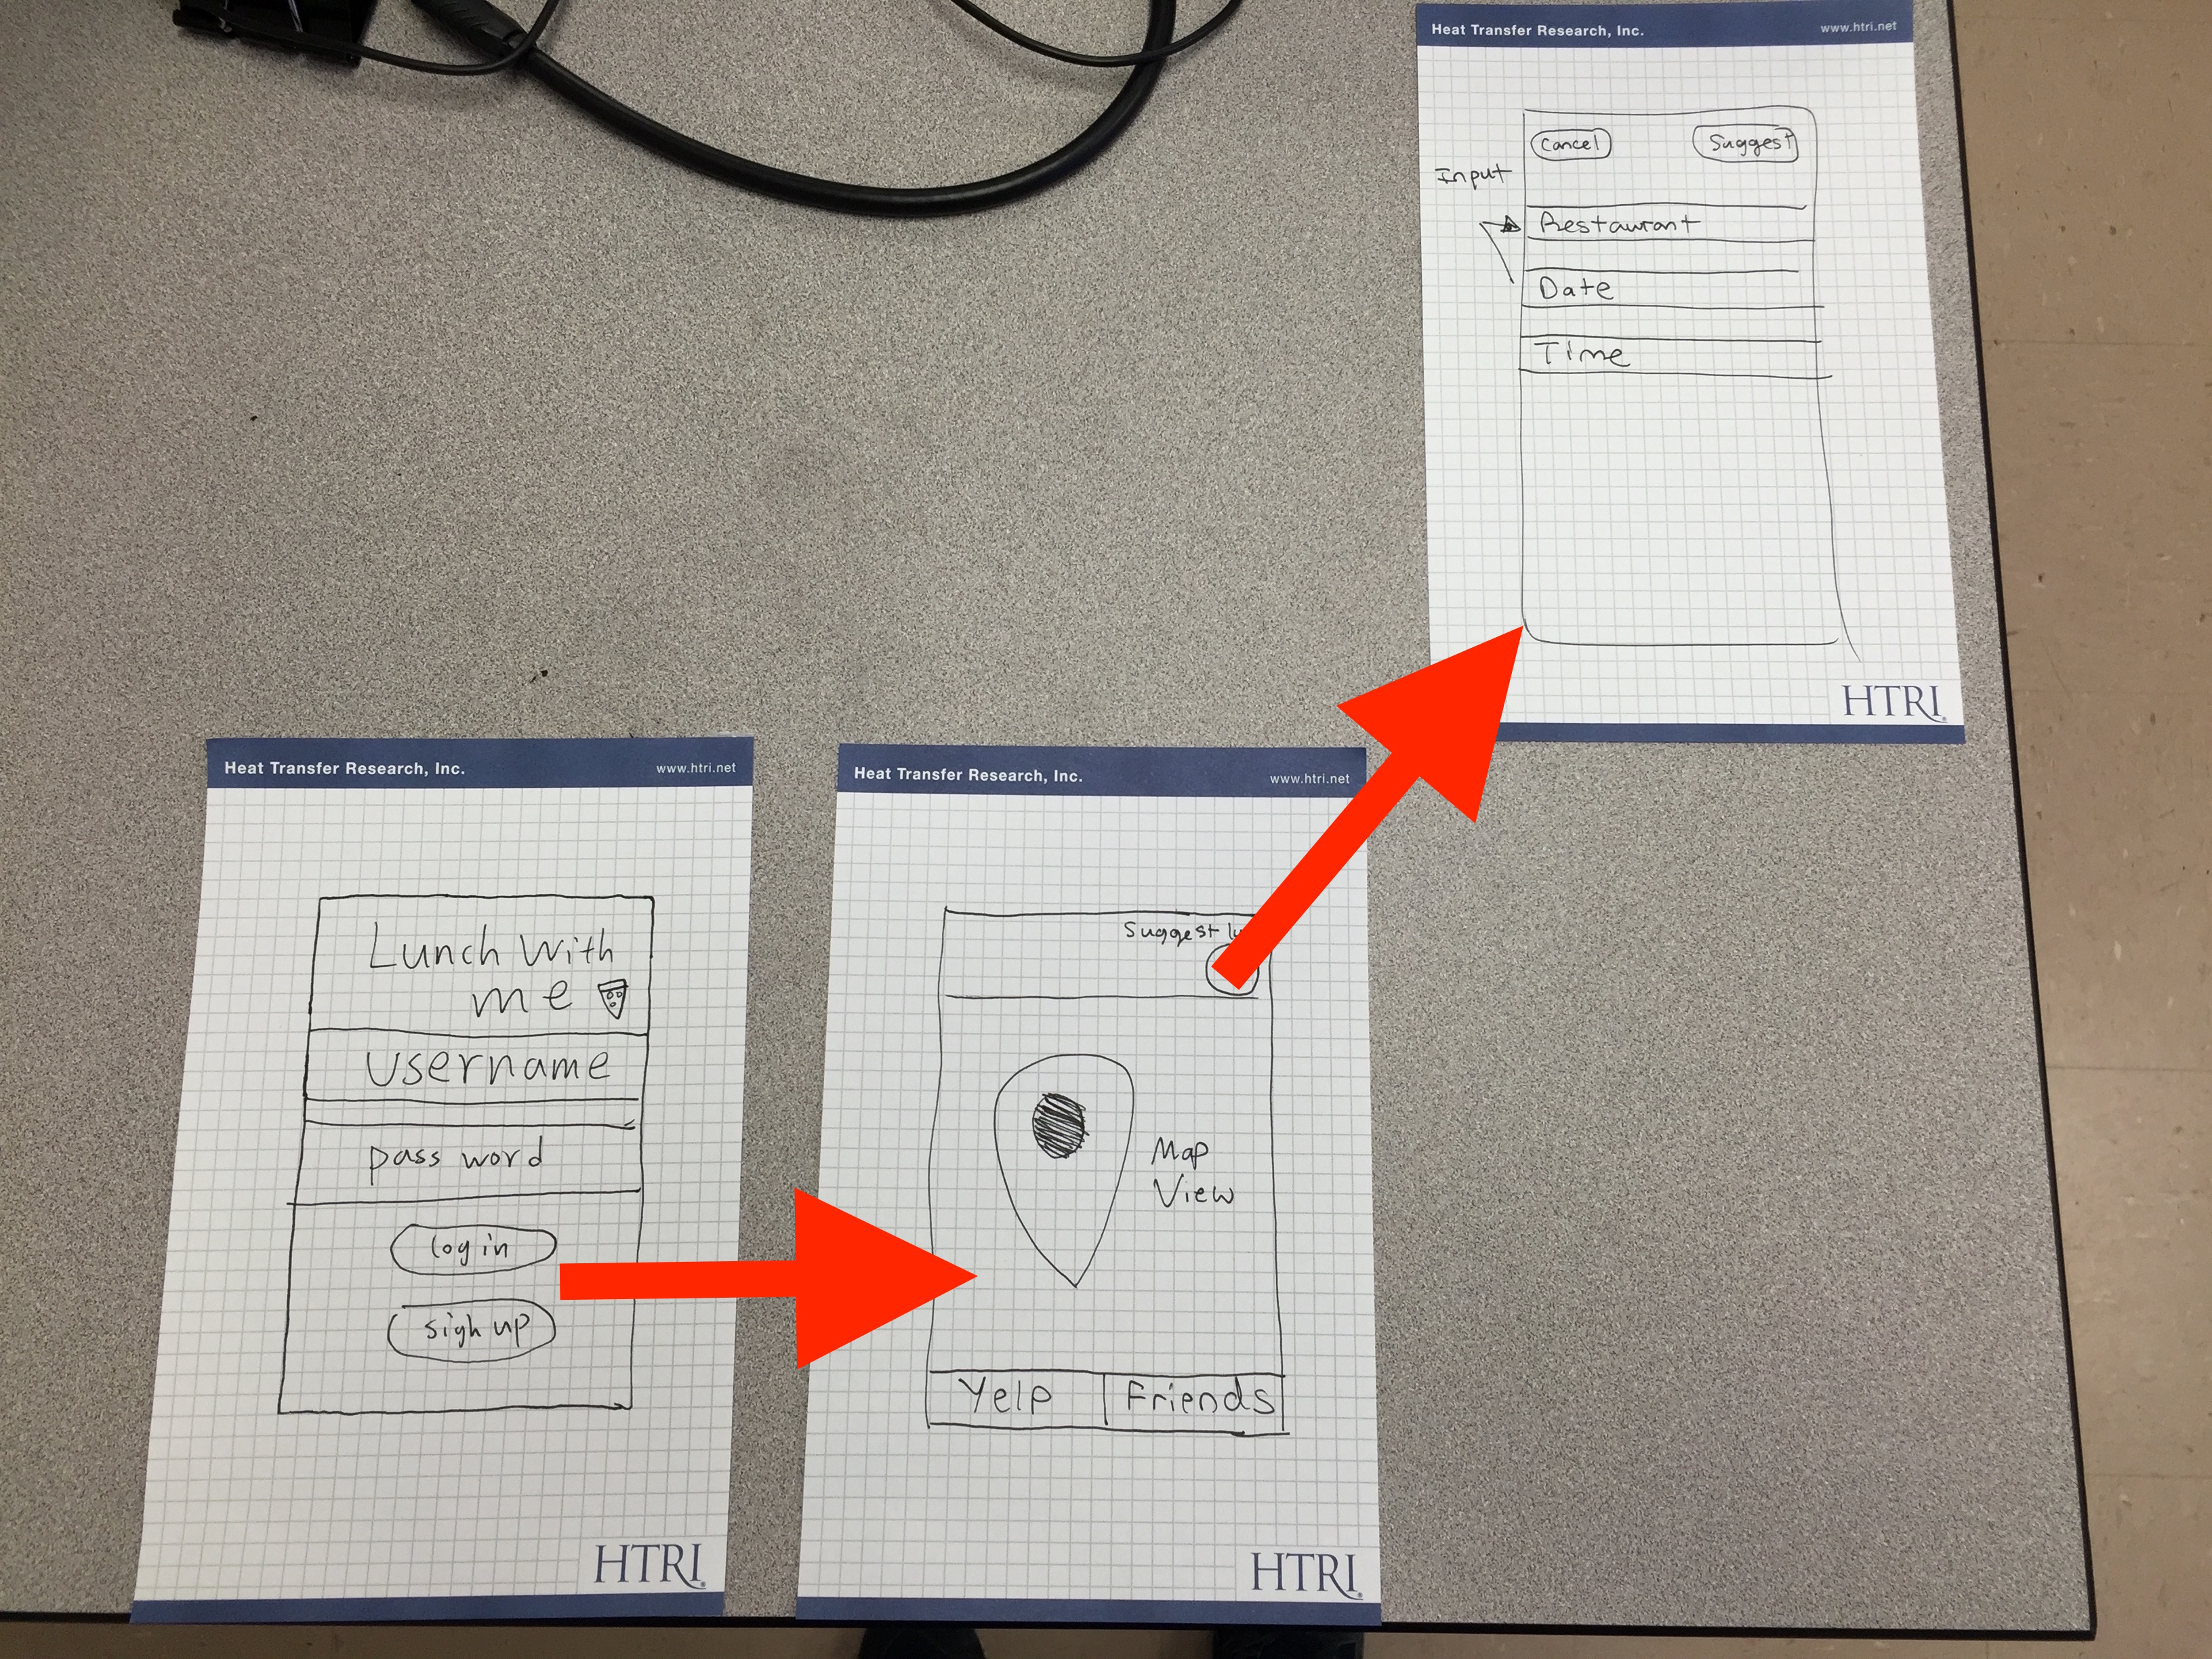 Heat Transfer Research, Inc. www.htri.net
Cancel Suggest
Input
Restaurant
Date
Time
HTRI
Heat Transfer Research, Inc. www.htri.net
Lunch with
me
username
pass word
log in
sigh up
HTRI
Heat Transfer Research, Inc. www.htri.net
Suggest
Map
View
Yelp Friends
HTRI